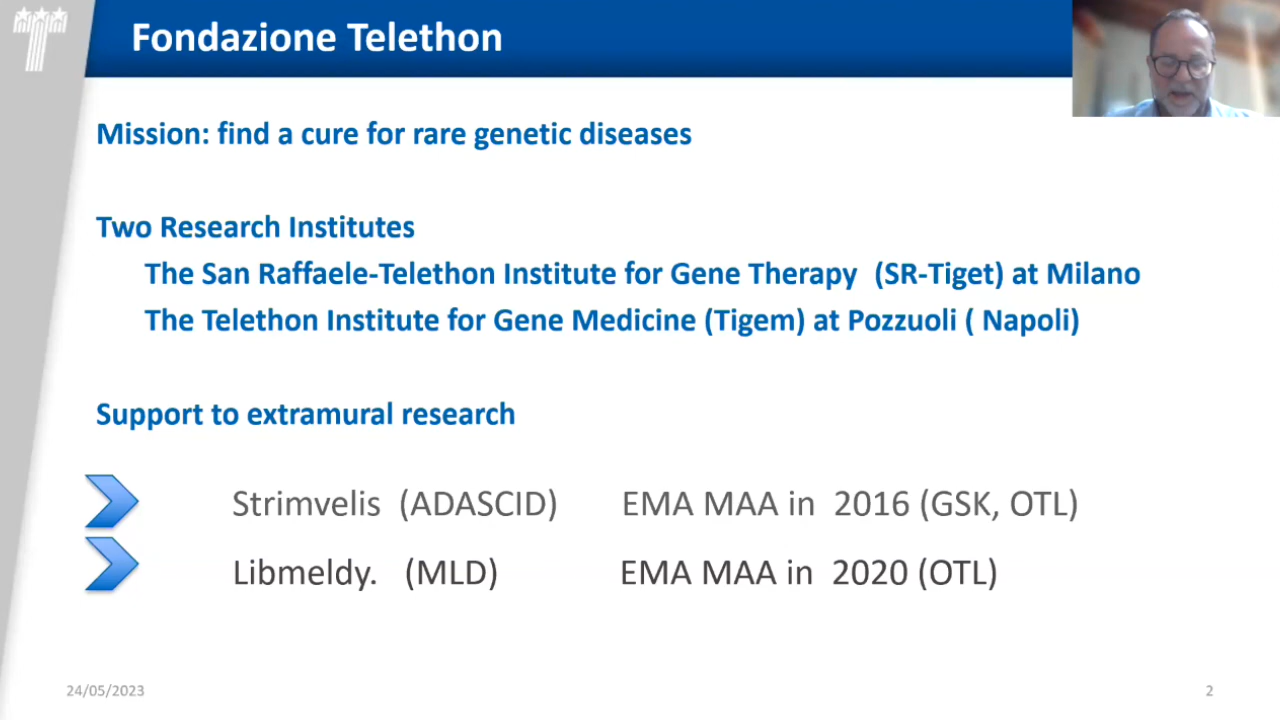 Fondazione Telethon
Mission: find a cure for rare genetic diseases
Two Research Institutes
The San Raffaele-Telethon Institute for Gene Therapy (SR-Tiget) at Milano
The Telethon Institute for Gene Medicine (Tigem) at Pozzuoli ( Napoli)
Support to extramural research
Strimvelis (ADASCID) EMA MAA in 2016 (GSK, OTL)
Libmeldy. (MLD) EMA MAA in 2020 (OTL)
24/05/2023 2